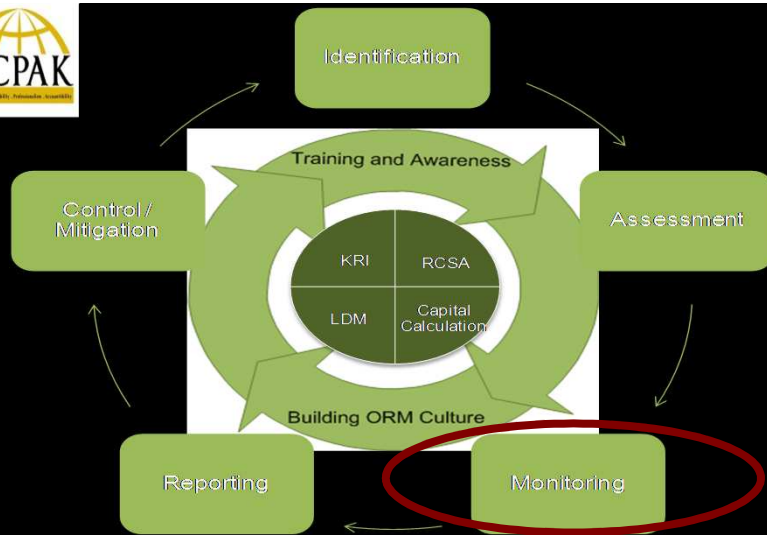 CPAK
Identification
Training and Awareness
Control /
Mitigation
Assessment
KRI
RCSA
LDM
Capital
Calculation
Building ORM Culture
Reporting
Monitoring